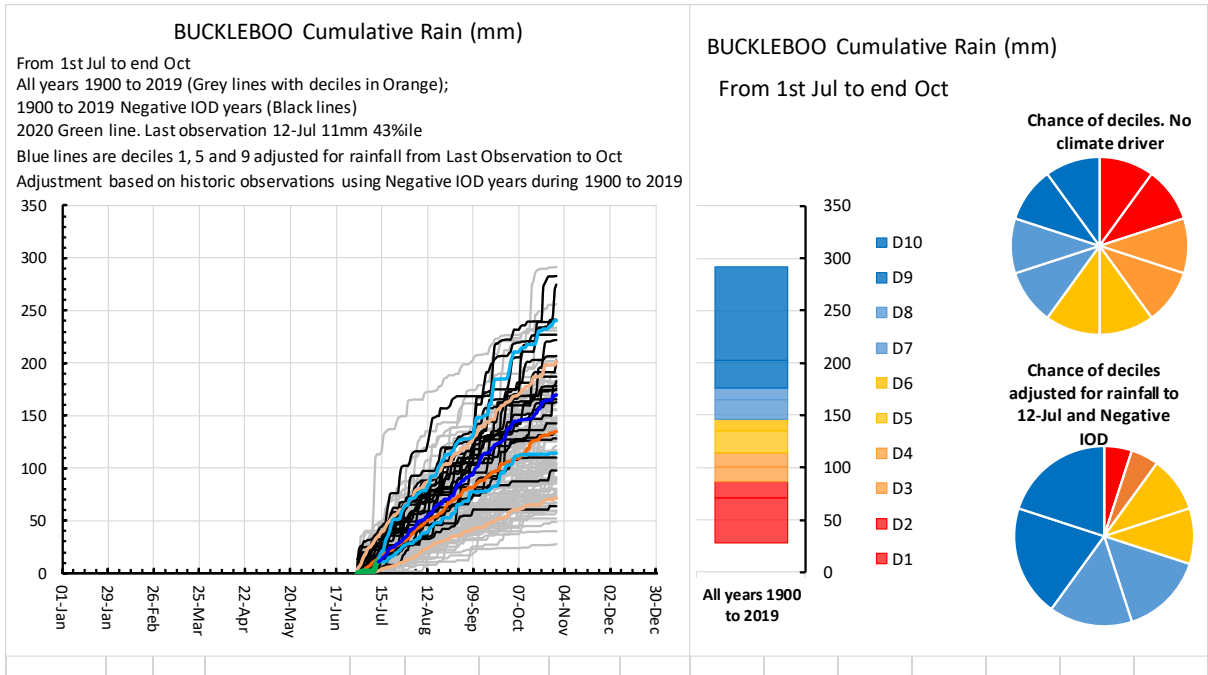 BUCKLEBOO Cumulative Rain (mm)
From 1st Jul to end Oct
All years 1900 to 2019 (Grey lines with deciles in Orange);
1900 to 2019 Negative IOD years (Black lines)
2020 Green line. Last observation 12-Jul 11mm 43%ile
Blue lines are deciles 1, 5 and 9 adjusted for rainfall from Last Observation to Oct
Adjustment based on historic observations using Negative IOD years during 1900 to 2019
350
300
250
200
150
100
50
0
01-Jan
29-Jan
26-Feb
25-Mar
22-Apr
20-May
17-Jun
15-Jul
12-Aug
09-Sep
07-Oct
04-Nov
02-Dec
30-Dec
BUCKLEBOO Cumulative Rain (mm)
From 1st Jul to end Oct
350
300
250
200
150
100
50
0
All years 1900
to 2019
D10
D9
D8
D7
D6
D5
D4
D3
D2
D1
Chance of deciles. No
climate driver
Chance of deciles
adjusted for rainfall to
12-Jul and Negative
IOD